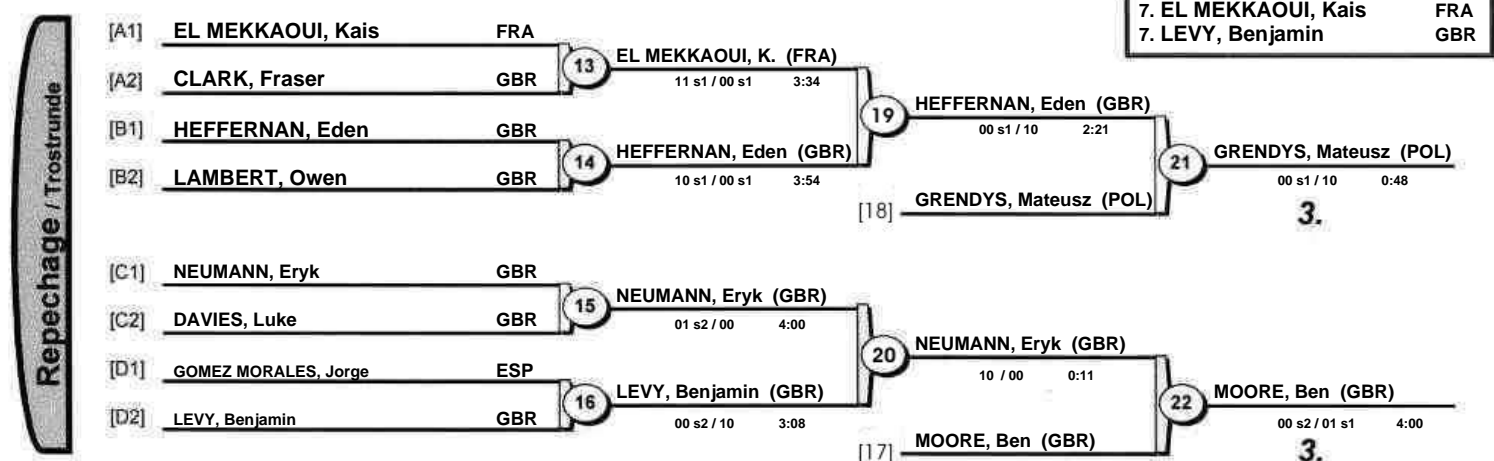 7. EL MEKKAOUI, Kais FRA
7. LEVY, Benjamin GBR
Repechage / Trostrunde
[A1] EL MEKKAOUI, Kais FRA
13 EL MEKKAOUI, K. (FRA)
11 s1 / 00 s1 3:34
[A2] CLARK, Fraser GBR
19 HEFFERNAN, Eden (GBR)
00 s1 / 10 2:21
[B1] HEFFERNAN, Eden GBR
14 HEFFERNAN, Eden (GBR)
10 s1 / 00 s1 3:54
[B2] LAMBERT, Owen GBR
21 GRENDYS, Mateusz (POL)
00 s1 / 10 0:48
3.
[18] GRENDYS, Mateusz (POL)
[C1] NEUMANN, Eryk GBR
15 NEUMANN, Eryk (GBR)
01 s2 / 00 4:00
[C2] DAVIES, Luke GBR
20 NEUMANN, Eryk (GBR)
10 / 00 0:11
[D1] GOMEZ MORALES, Jorge ESP
16 LEVY, Benjamin (GBR)
00 s2 / 10 3:08
[D2] LEVY, Benjamin GBR
22 MOORE, Ben (GBR)
00 s2 / 01 s1 4:00
3.
[17] MOORE, Ben (GBR)